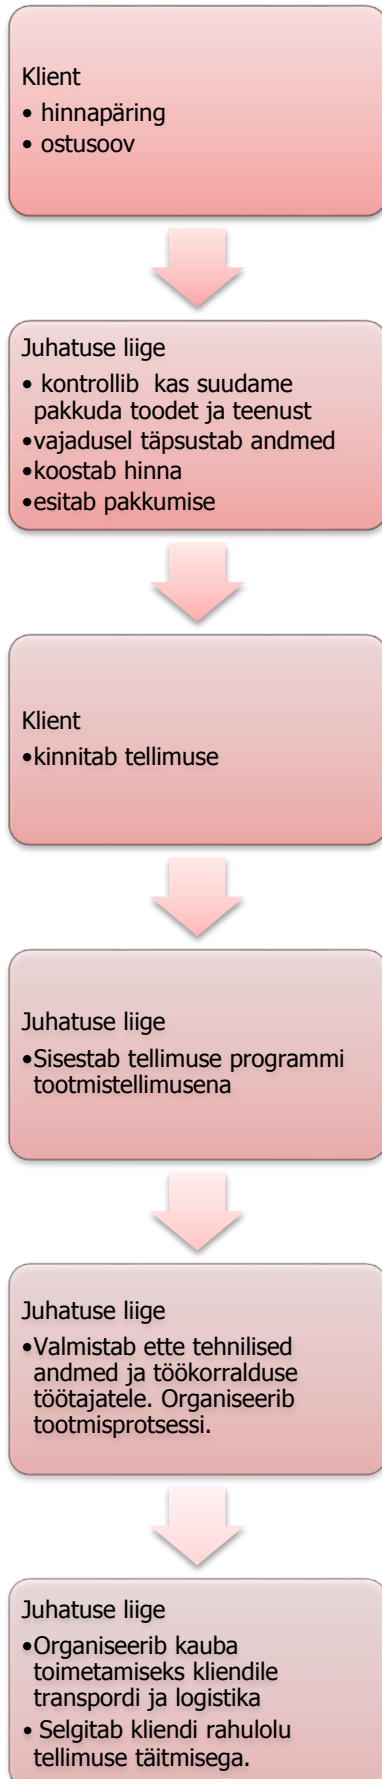 Klient
• hinnapäring
• ostusoov
Juhatuse liige
• kontrollib kas suudame
pakkuda toodet ja teenust
•vajadusel täpsustab andmed
•koostab hinna
•esitab pakkumise
Klient
•kinnitab tellimuse
Juhatuse liige
•Sisestab tellimuse programmi
tootmistellimusena
Juhatuse liige
•Valmistab ette tehnilised
andmed ja töökorralduse
töötajatele. Organiseerib
tootmisprotsessi.
Juhatuse liige
•Organiseerib kauba
toimetamiseks kliendile
transpordi ja logistika
• Selgitab kliendi rahulolu
tellimuse täitmisega.